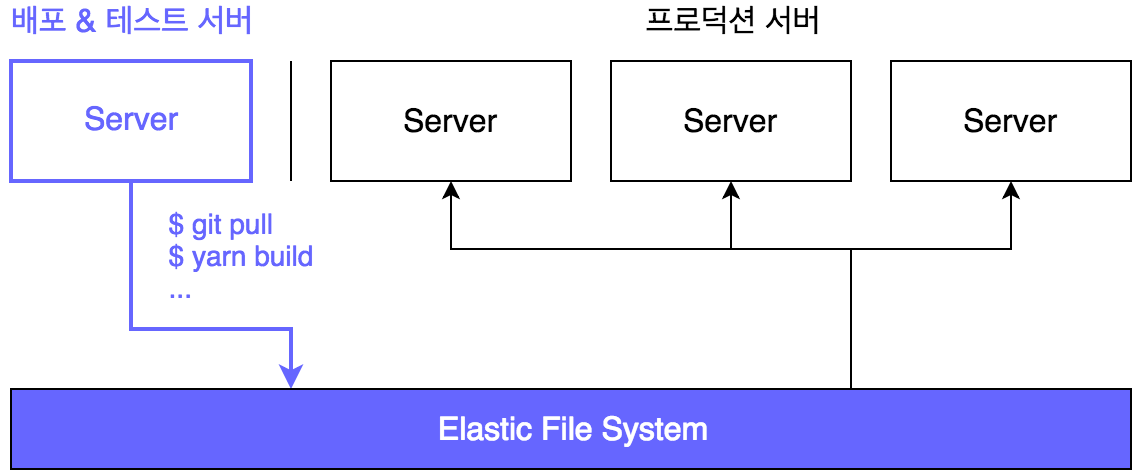 배포 & 테스트 서버
프로덕션 서버
Server
Server
Server
Server
$ git pull
$ yarn build
...
Elastic File System